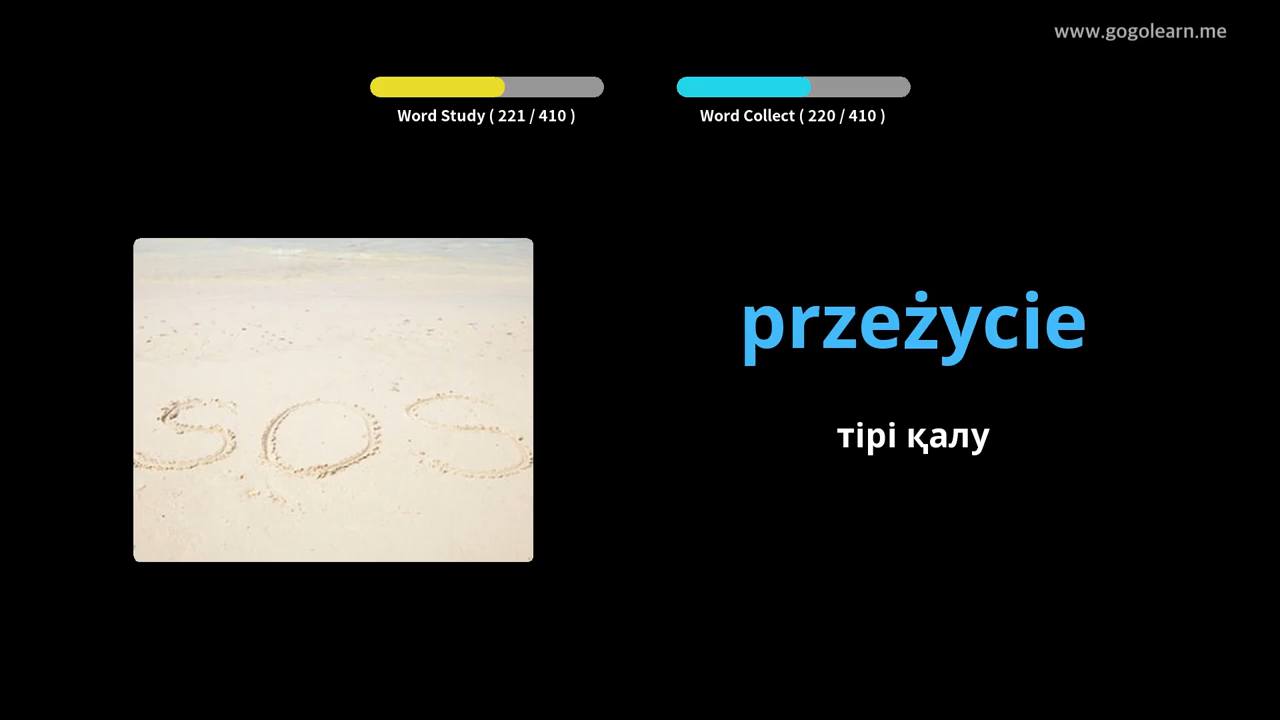 www.gogolearn.me
Word Study ( 221 / 410 )
Word Collect ( 220 / 410 )
przeżycie
тірі қалу
SOS